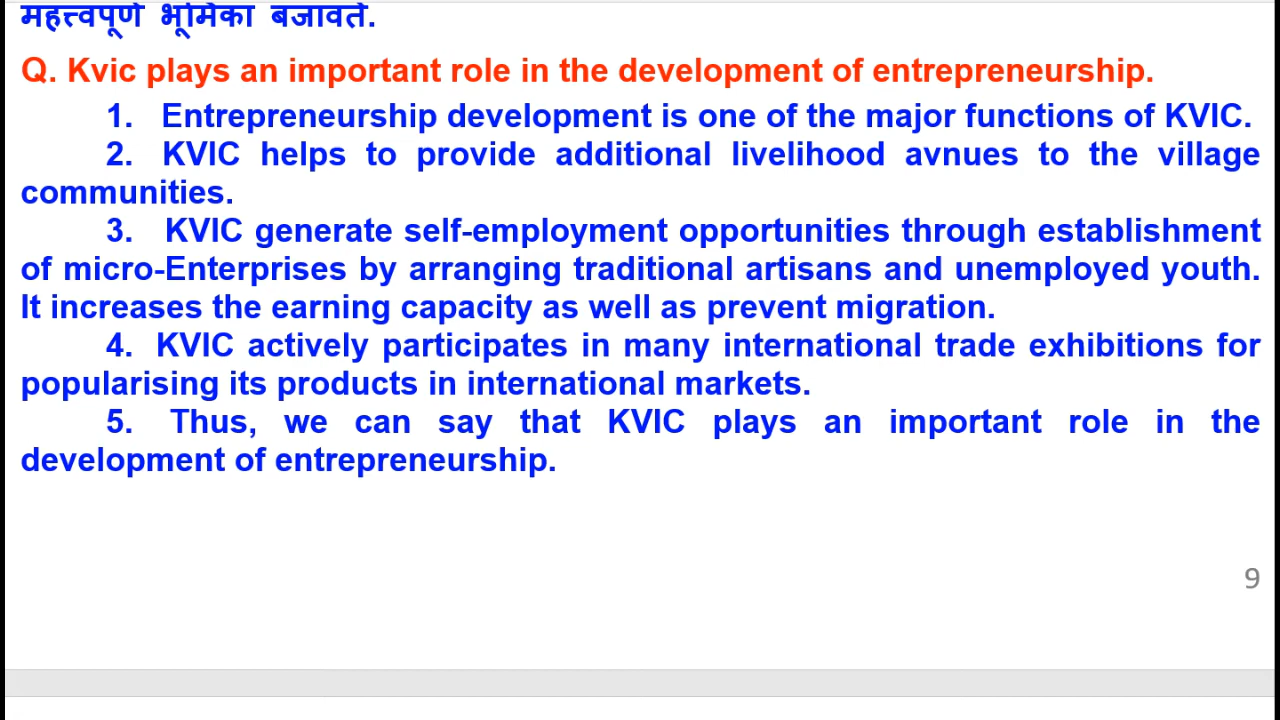 महत्त्वपूर्ण भूमिका बजावते.
Q. Kvic plays an important role in the development of entrepreneurship.
1. Entrepreneurship development is one of the major functions of KVIC.
2. KVIC helps to provide additional livelihood avnues to the village
communities.
3. KVIC generate self-employment opportunities through establishment
of micro-Enterprises by arranging traditional artisans and unemployed youth.
It increases the earning capacity as well as prevent migration.
4. KVIC actively participates in many international trade exhibitions for
popularising its products in international markets.
5. Thus, we can say that KVIC plays an important role in the
development of entrepreneurship.
9